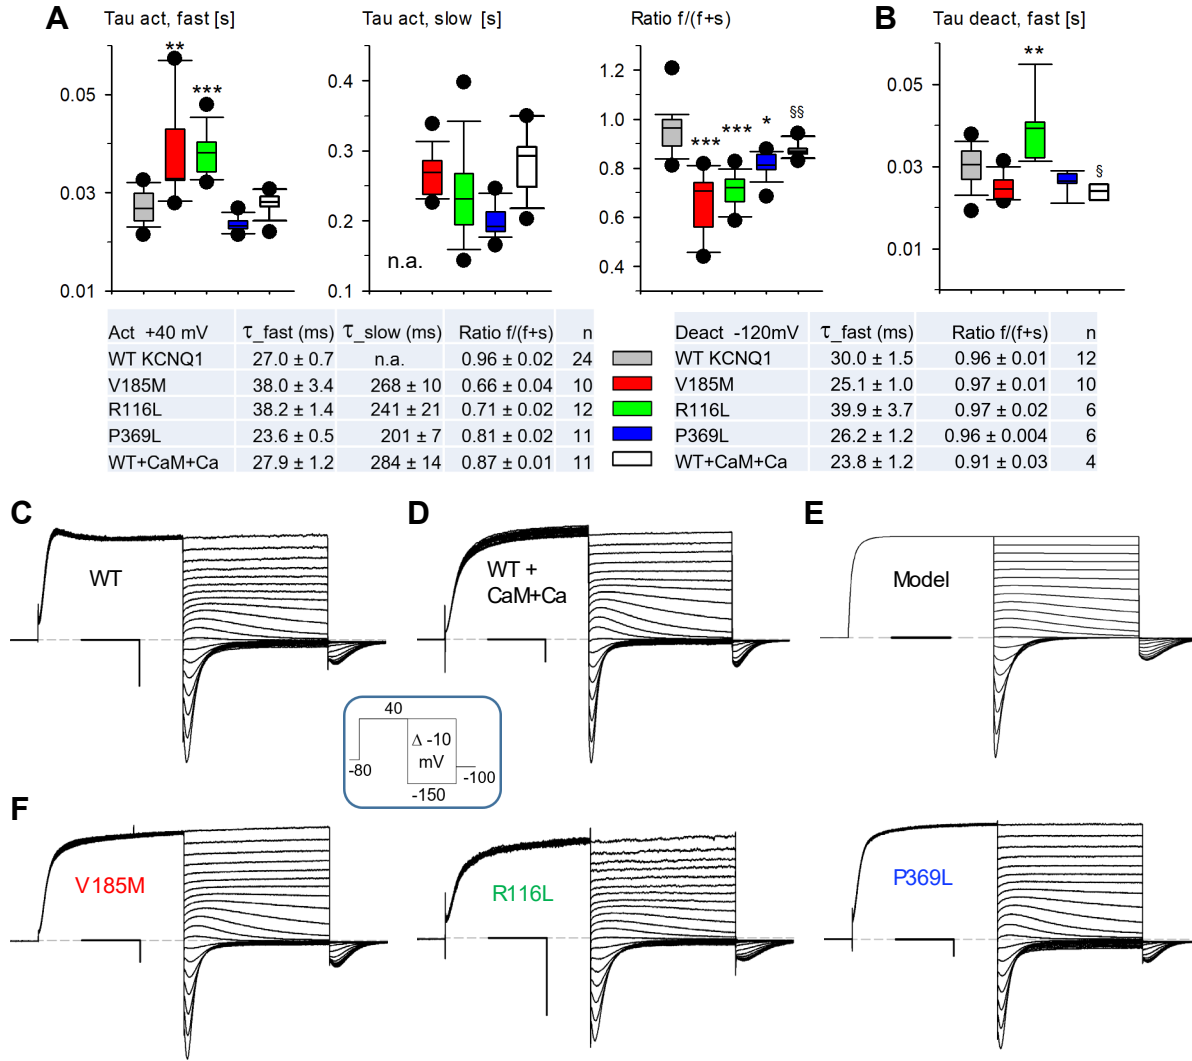 A
Tau act, fast [s]
Tau act, slow [s]
Ratio f/(f+s)
B
Tau deact, fast [s]
0.05
0.03
0.01
**
***
0.4
0.3
0.2
0.1
n.a.
1.2
1.0
0.8
0.6
0.4
***
***
*
§§
0.05
0.03
0.01
**
§
Act +40 mV τ_fast (ms) τ_slow (ms) Ratio f/(f+s) n
WT KCNQ1 27.0 ± 0.7 n.a. 0.96 ± 0.02 24
V185M 38.0 ± 3.4 268 ± 10 0.66 ± 0.04 10
R116L 38.2 ± 1.4 241 ± 21 0.71 ± 0.02 12
P369L 23.6 ± 0.5 201 ± 7 0.81 ± 0.02 11
WT+CaM+Ca 27.9 ± 1.2 284 ± 14 0.87 ± 0.01 11
Deact -120mV τ_fast (ms) Ratio f/(f+s) n
WT KCNQ1 30.0 ± 1.5 0.96 ± 0.01 12
V185M 25.1 ± 1.0 0.97 ± 0.01 10
R116L 39.9 ± 3.7 0.97 ± 0.02 6
P369L 26.2 ± 1.2 0.96 ± 0.004 6
WT+CaM+Ca 23.8 ± 1.2 0.91 ± 0.03 4
C
WT
D
WT +
CaM+Ca
E
Model
40
Δ -10
mV
-80
-100
-150
F
V185M
R116L
P369L